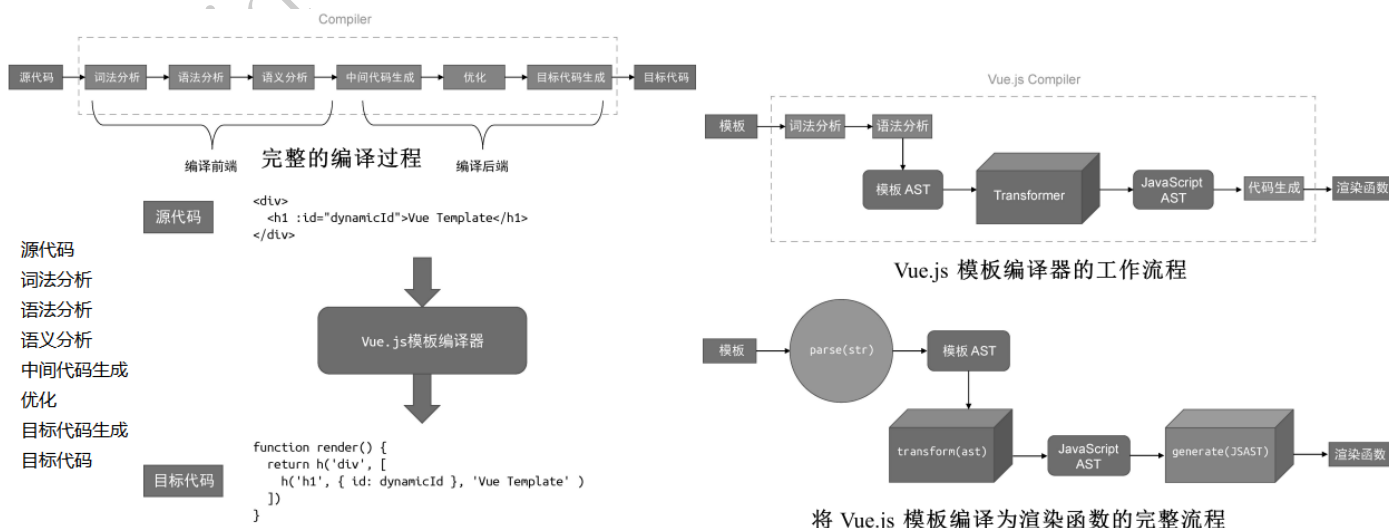 Compiler
源代码
词法分析
语法分析
语义分析
中间代码生成
优化
目标代码生成
目标代码
编译前端
完整的编译过程
编译后端
源代码
<div>
  <h1 :id="dynamicId">Vue Template</h1>
</div>
源代码
词法分析
语法分析
语义分析
中间代码生成
优化
目标代码生成
目标代码
Vue.js模板编译器
目标代码
function render() {
  return h('div', [
    h('h1', { id: dynamicId }, 'Vue Template' )
  ])
}
Vue.js Compiler
模板
词法分析
语法分析
模板 AST
Transformer
JavaScript
AST
代码生成
渲染函数
Vue.js 模板编译器的工作流程
模板
parse(str)
模板 AST
transform(ast)
JavaScript
AST
generate(JSAST)
渲染函数
将 Vue.js 模板编译为渲染函数的完整流程